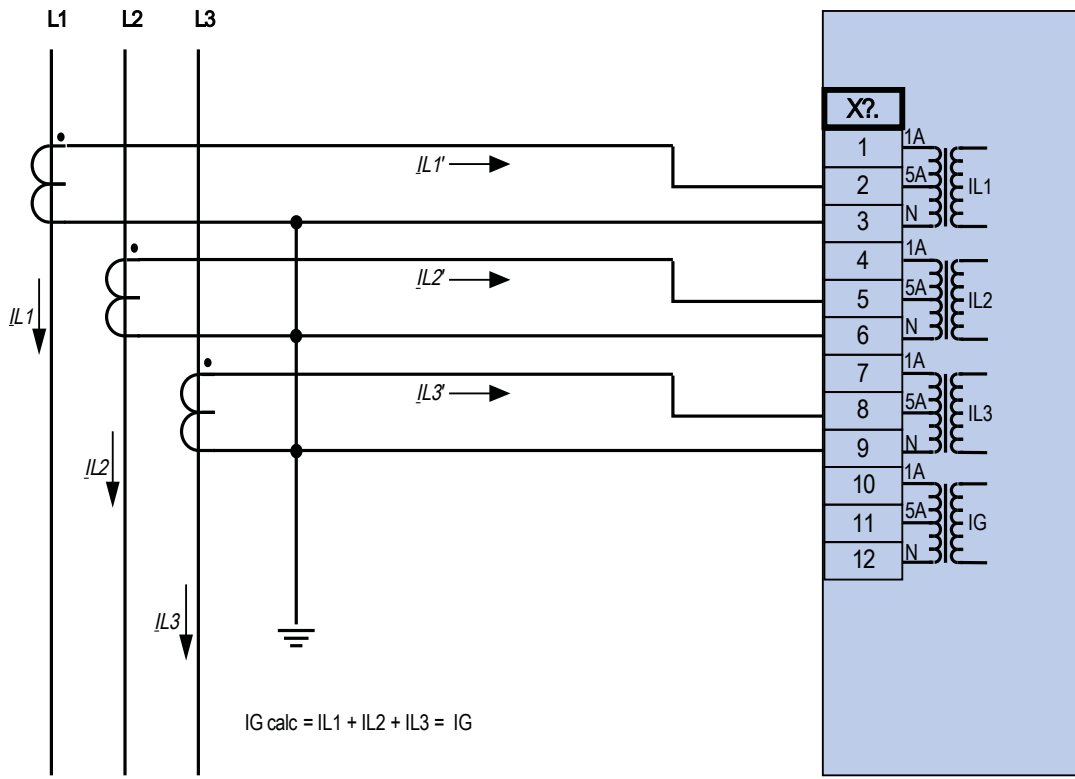 L1 L2 L3
X?.
1 1A
IL1'
2 5A IL1
3 N
4 1A
IL2'
5 5A IL2
IL1
6 N
7 1A
IL3'
8 5A IL3
9 N
IL2
10 1A
11 5A IG
12 N
IL3
IG calc = IL1 + IL2 + IL3 = IG